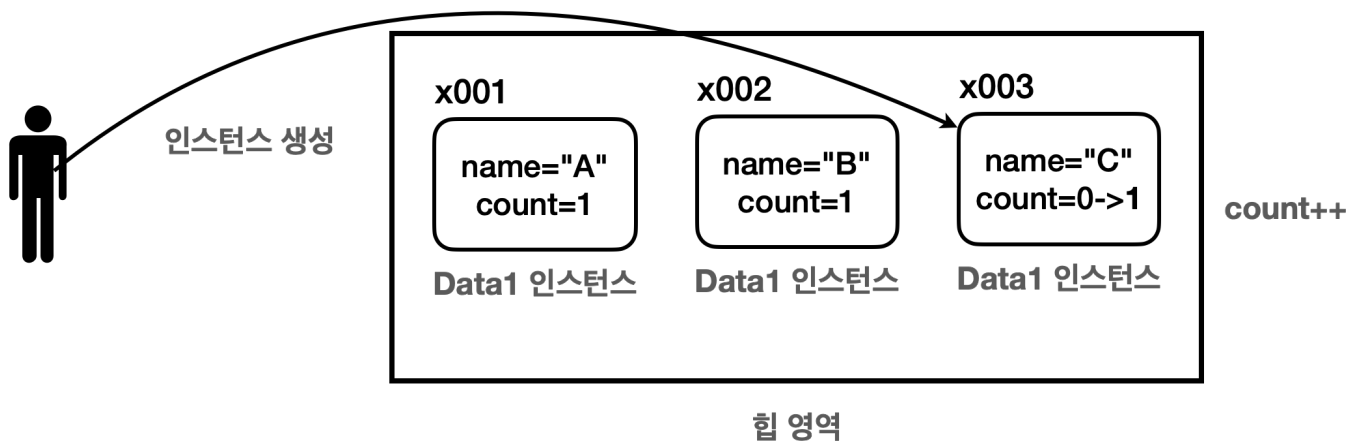 인스턴스 생성
x001
name="A"
count=1
Data1 인스턴스
x002
name="B"
count=1
Data1 인스턴스
x003
name="C"
count=0->1
Data1 인스턴스
count++
힙 영역